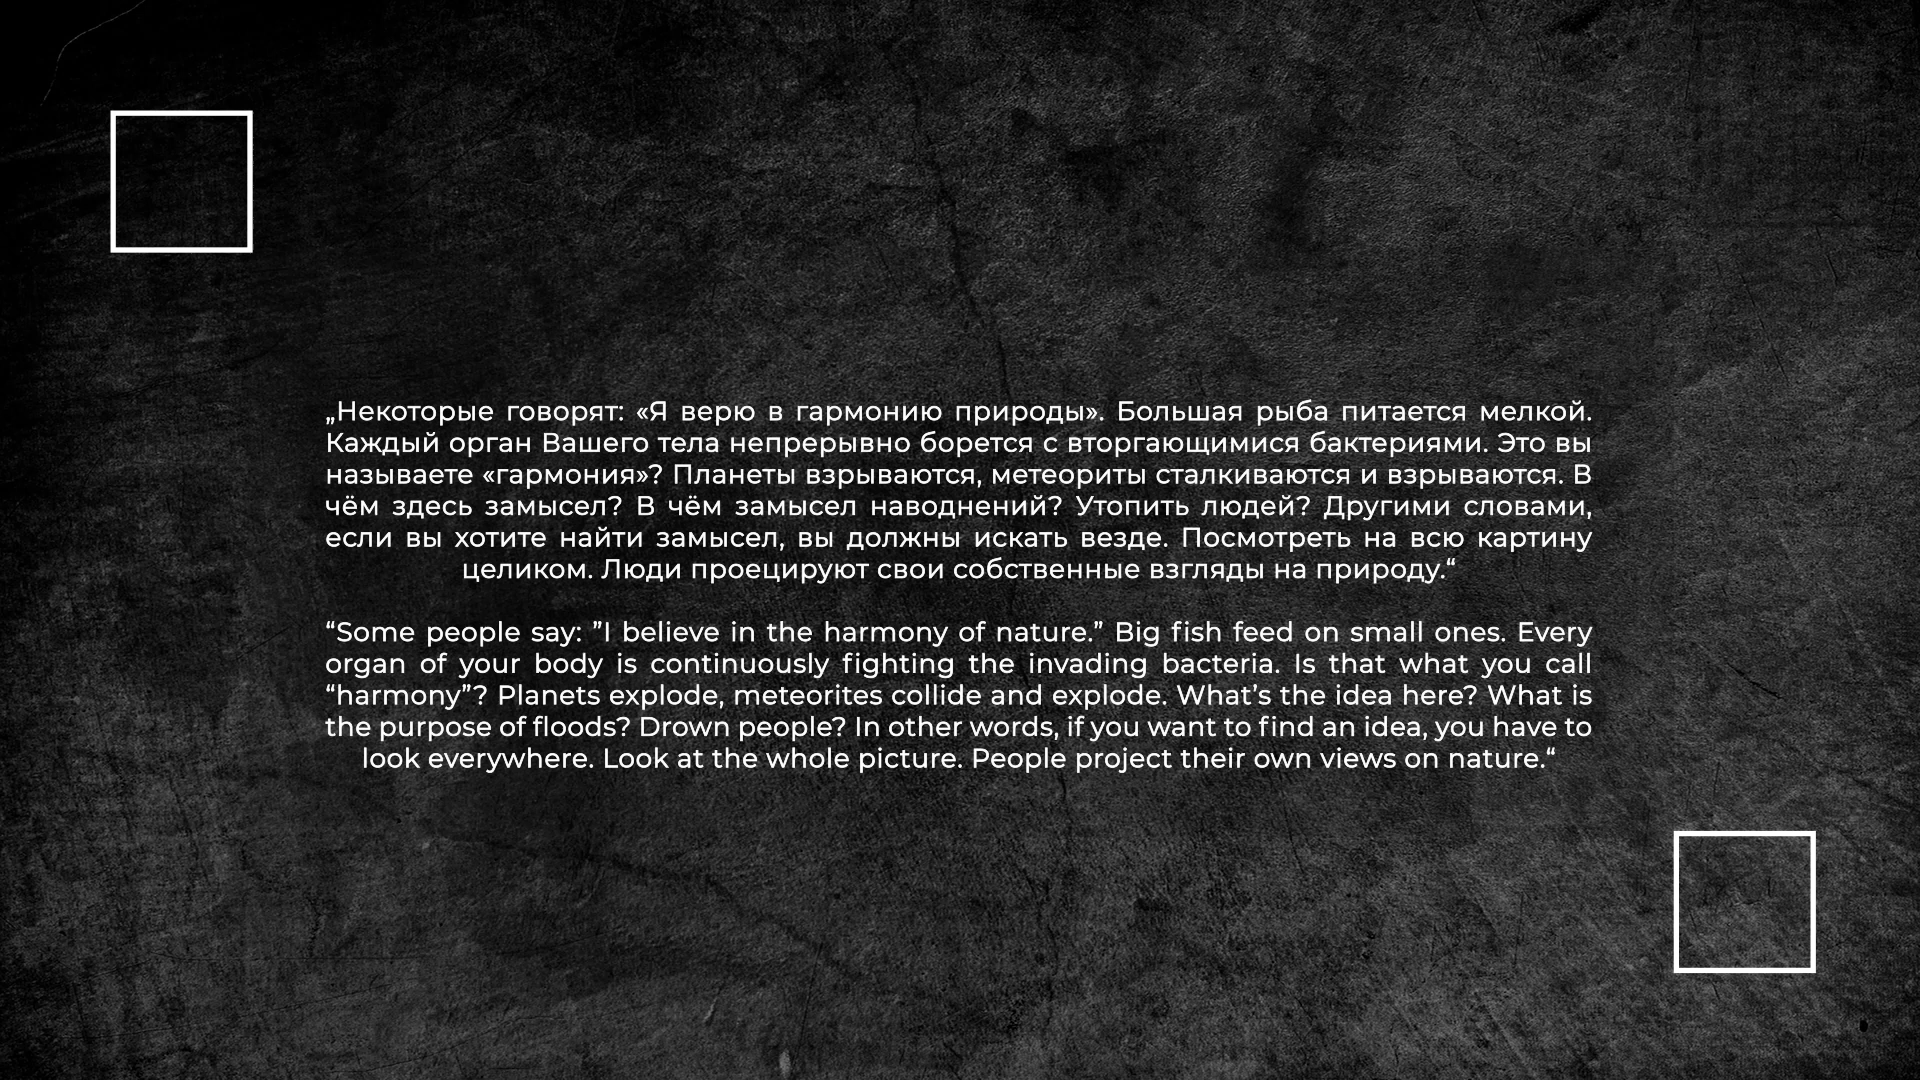 „Некоторые говорят: «Я верю в гармонию природы». Большая рыба питается мелкой.
Каждый орган Вашего тела непрерывно борется с вторгающимися бактериями. Это вы
называете «гармония»? Планеты взрываются, метеориты сталкиваются и взрываются. В
чём здесь замысел? В чём замысел наводнений? Утопить людей? Другими словами,
если вы хотите найти замысел, вы должны искать везде. Посмотреть на всю картину
целиком. Люди проецируют свои собственные взгляды на природу.“
“Some people say: ”I believe in the harmony of nature.” Big fish feed on small ones. Every
organ of your body is continuously fighting the invading bacteria. Is that what you call
“harmony”? Planets explode, meteorites collide and explode. What’s the idea here? What is
the purpose of floods? Drown people? In other words, if you want to find an idea, you have to
look everywhere. Look at the whole picture. People project their own views on nature.“